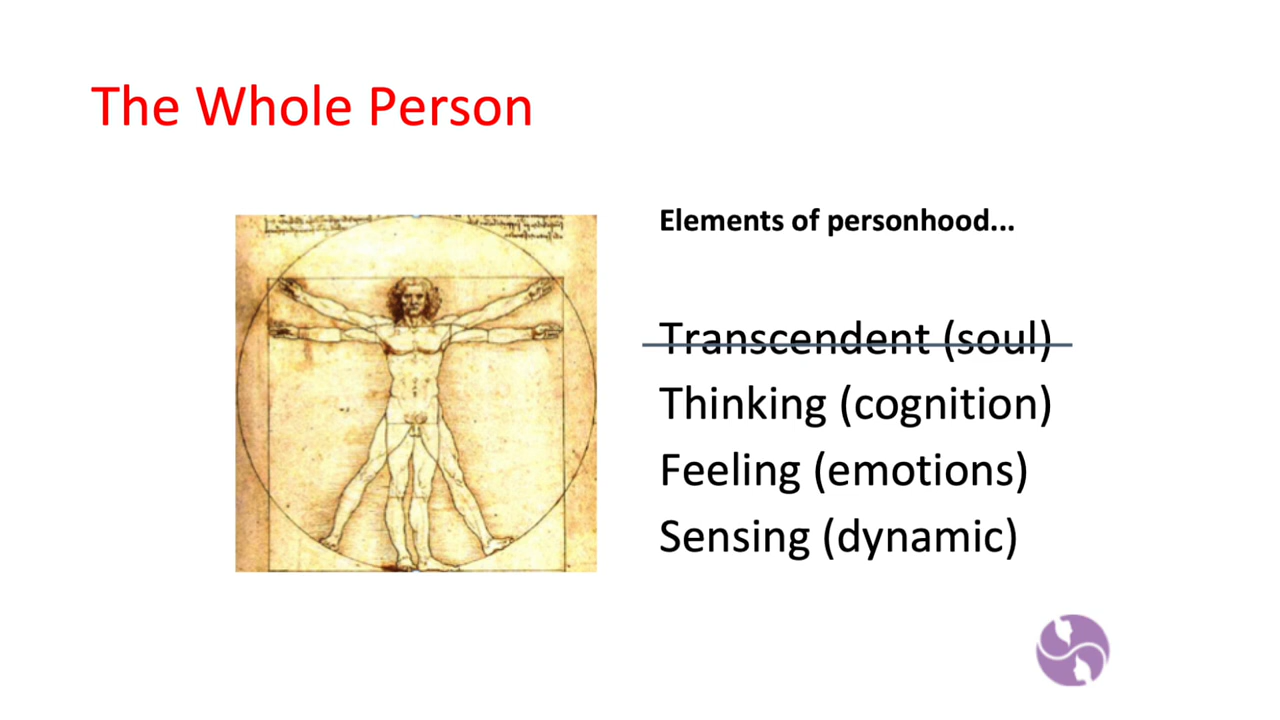 The Whole Person
Elements of personhood...
Transcendent (soul)
Thinking (cognition)
Feeling (emotions)
Sensing (dynamic)